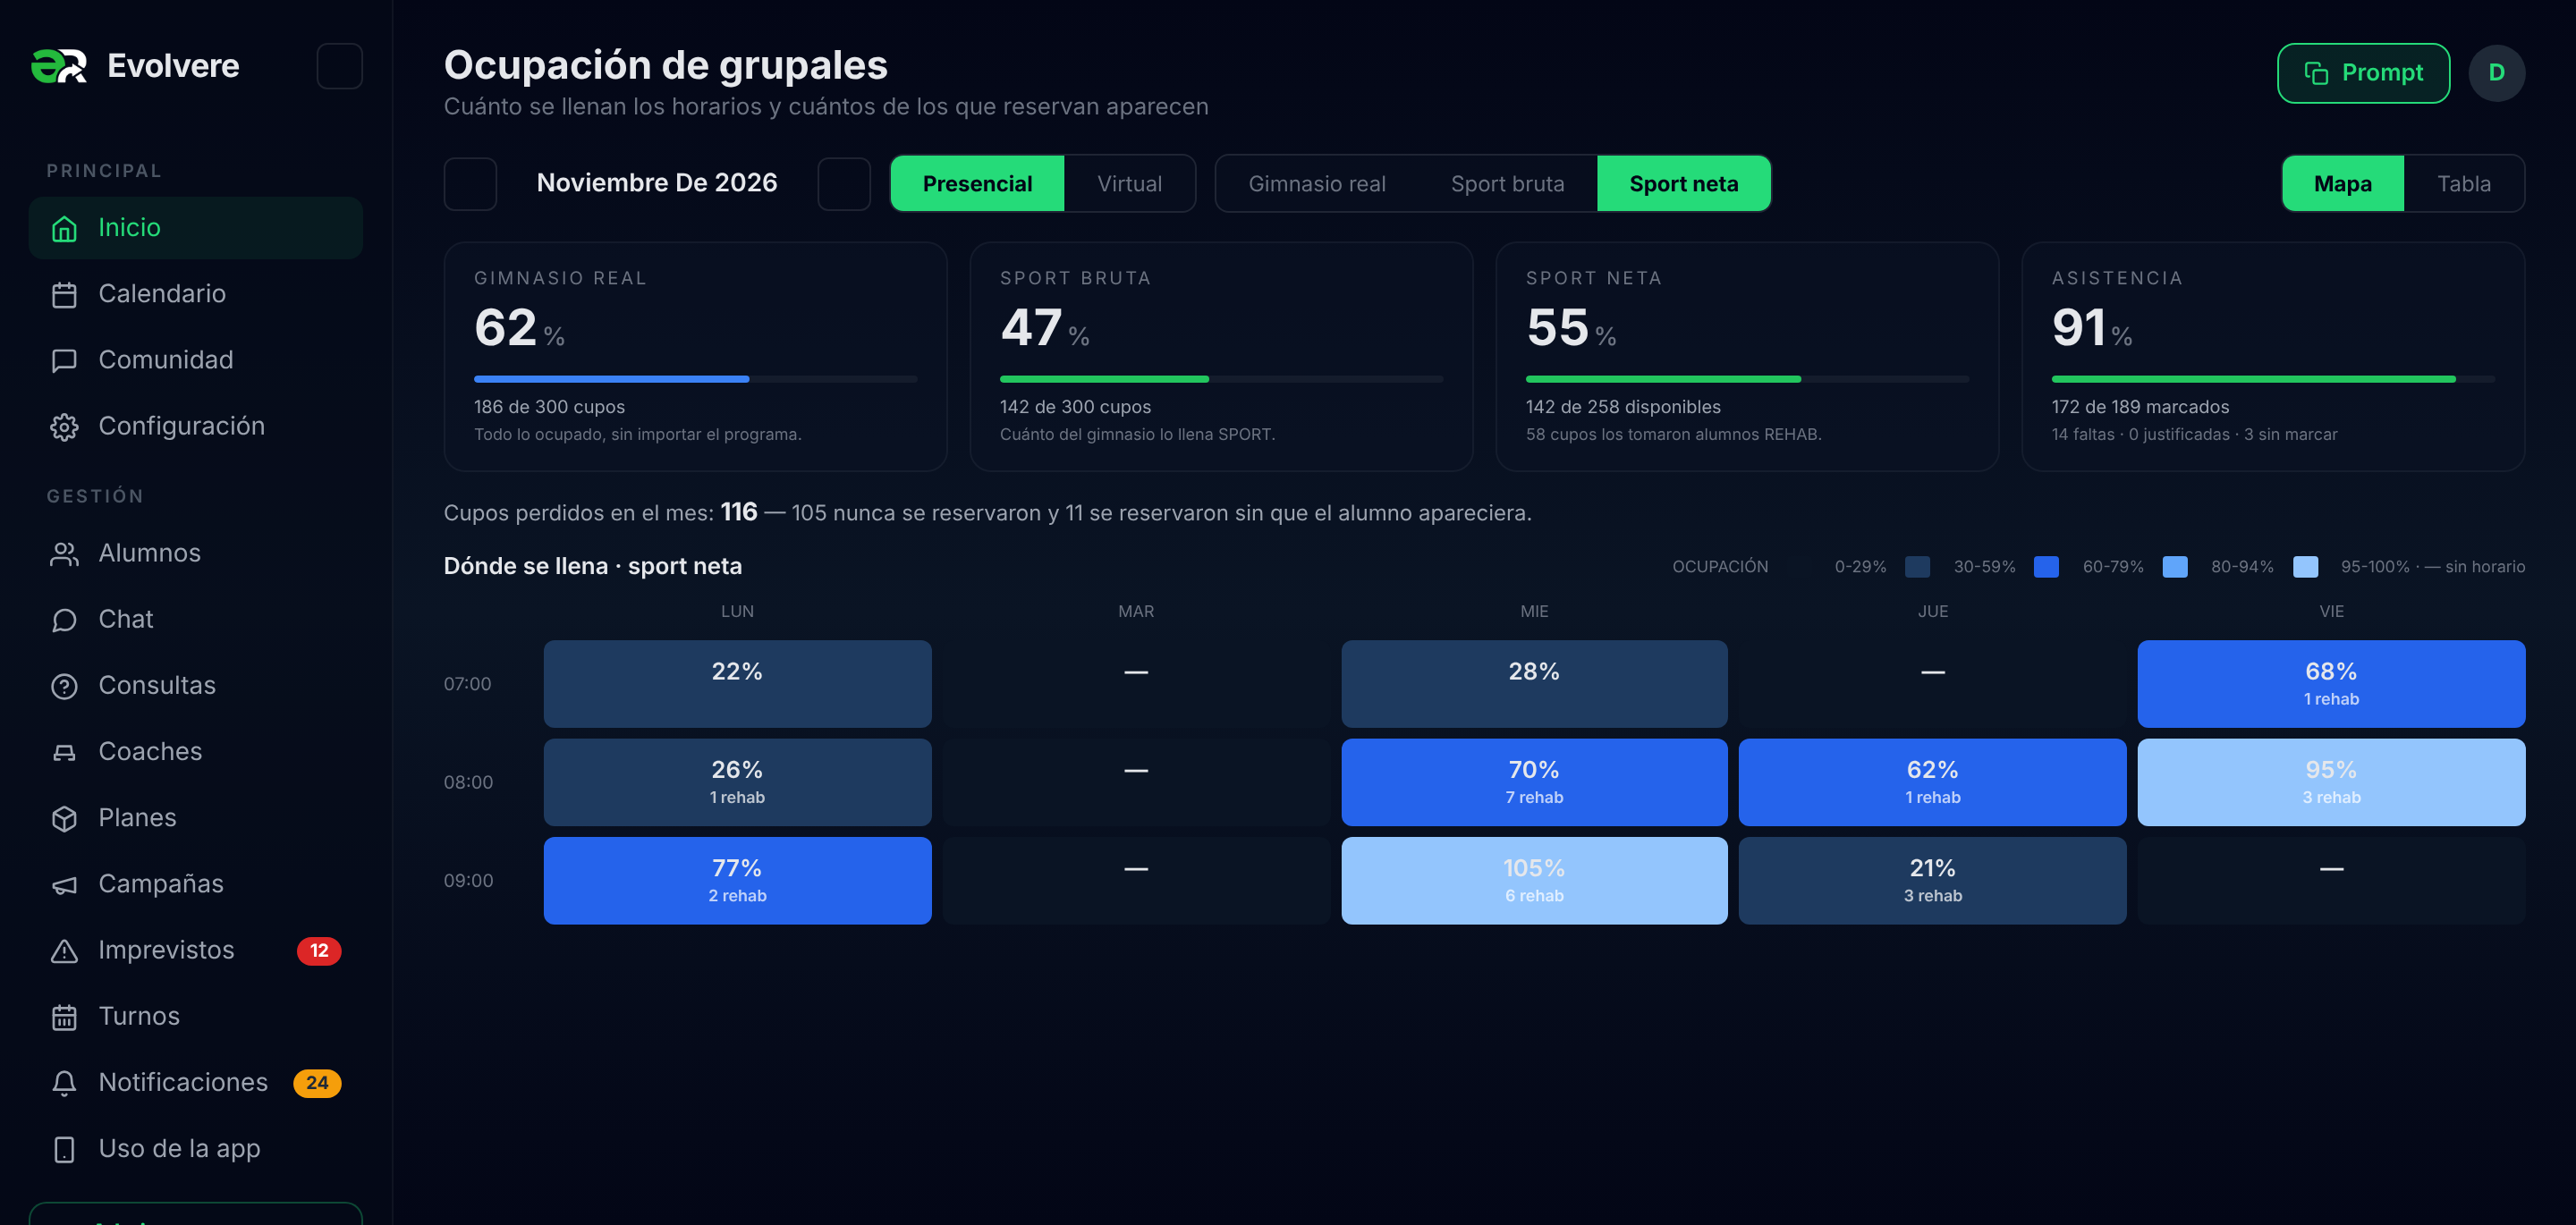 Evolvere
PRINCIPAL
Inicio
Calendario
Comunidad
Configuración
GESTIÓN
Alumnos
Chat
Consultas
Coaches
Planes
Campañas
Imprevistos 12
Turnos
Notificaciones 24
Uso de la app
Ocupación de grupales
Cuánto se llenan los horarios y cuántos de los que reservan aparecen
Prompt D
Noviembre De 2026 Presencial Virtual Gimnasio real Sport bruta Sport neta Mapa Tabla
GIMNASIO REAL
62%
186 de 300 cupos
Todo lo ocupado, sin importar el programa.
SPORT BRUTA
47%
142 de 300 cupos
Cuánto del gimnasio lo llena SPORT.
SPORT NETA
55%
142 de 258 disponibles
58 cupos los tomaron alumnos REHAB.
ASISTENCIA
91%
172 de 189 marcados
14 faltas · 0 justificadas · 3 sin marcar
Cupos perdidos en el mes: 116 — 105 nunca se reservaron y 11 se reservaron sin que el alumno apareciera.
Dónde se llena · sport neta
OCUPACIÓN 0-29% 30-59% 60-79% 80-94% 95-100% · — sin horario
LUN MAR MIE JUE VIE
07:00 22% — 28% — 68%
1 rehab
08:00 26% — 70% 62% 95%
1 rehab 7 rehab 1 rehab 3 rehab
09:00 77% — 105% 21% —
2 rehab 6 rehab 3 rehab